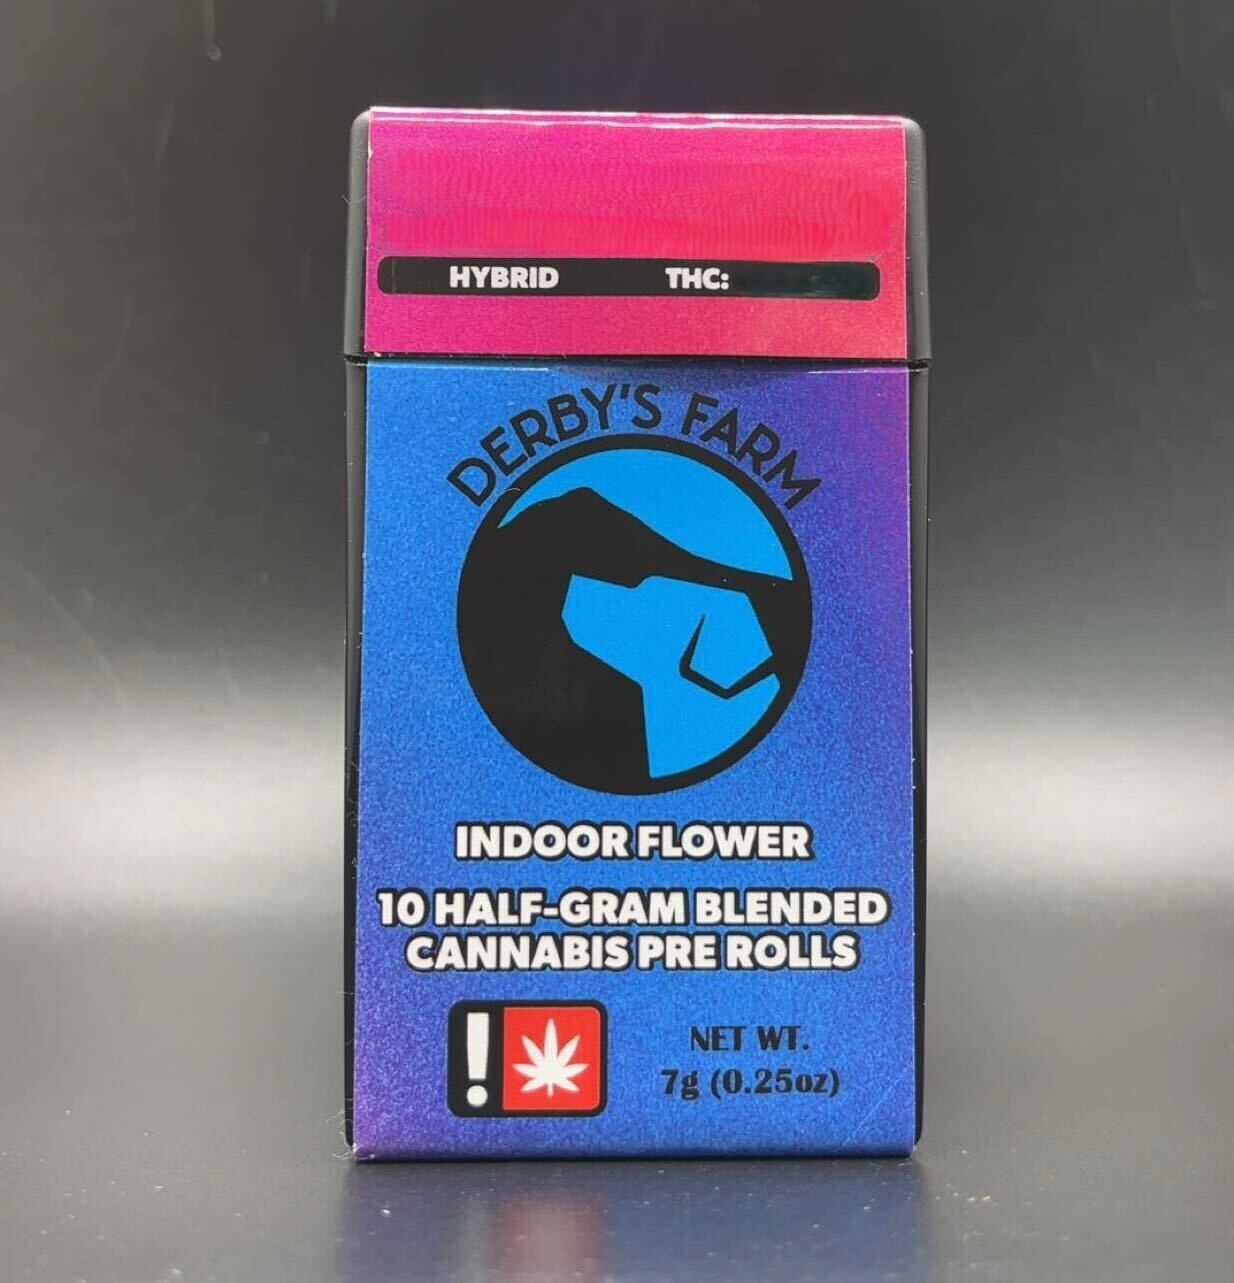 HYBRID THC:
DERBY'S FARM
INDOOR FLOWER
10 HALF-GRAM BLENDED
CANNABIS PRE ROLLS
!
NET WT.
7g (0.25oz)